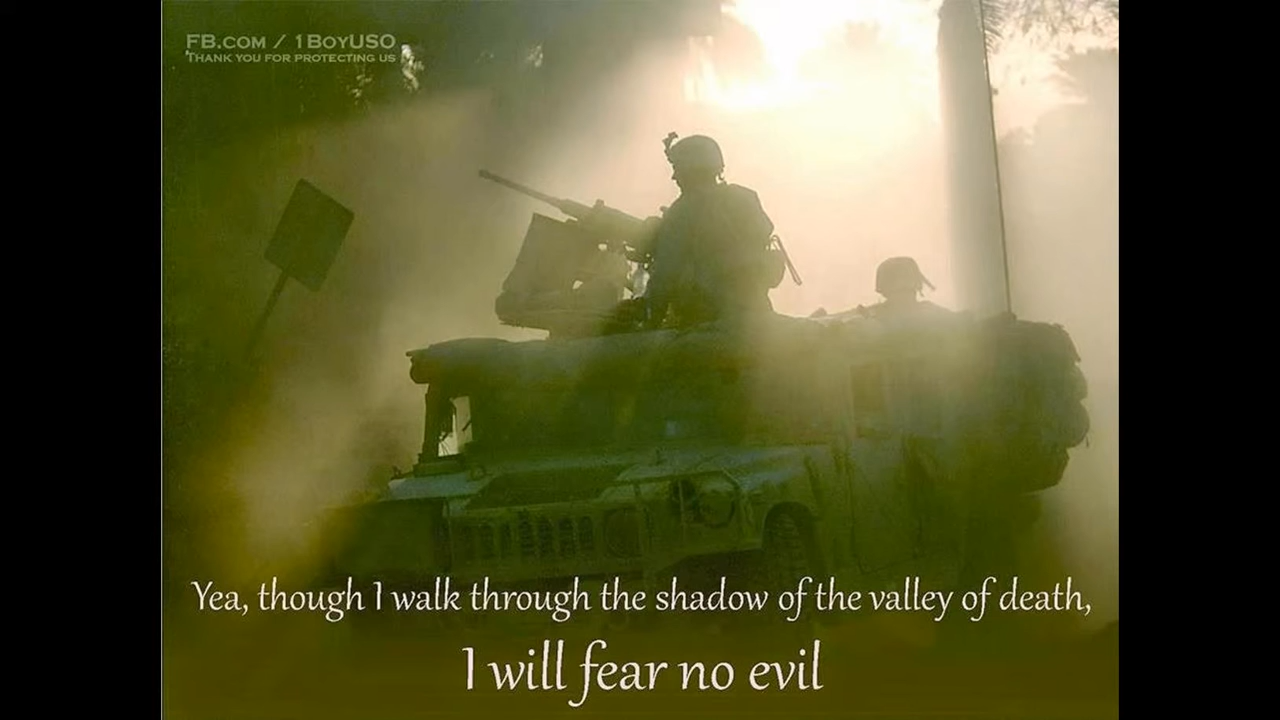 FB.com / 1BoyUSO
Thank you for protecting us
Yea, though I walk through the shadow of the valley of death,
I will fear no evil